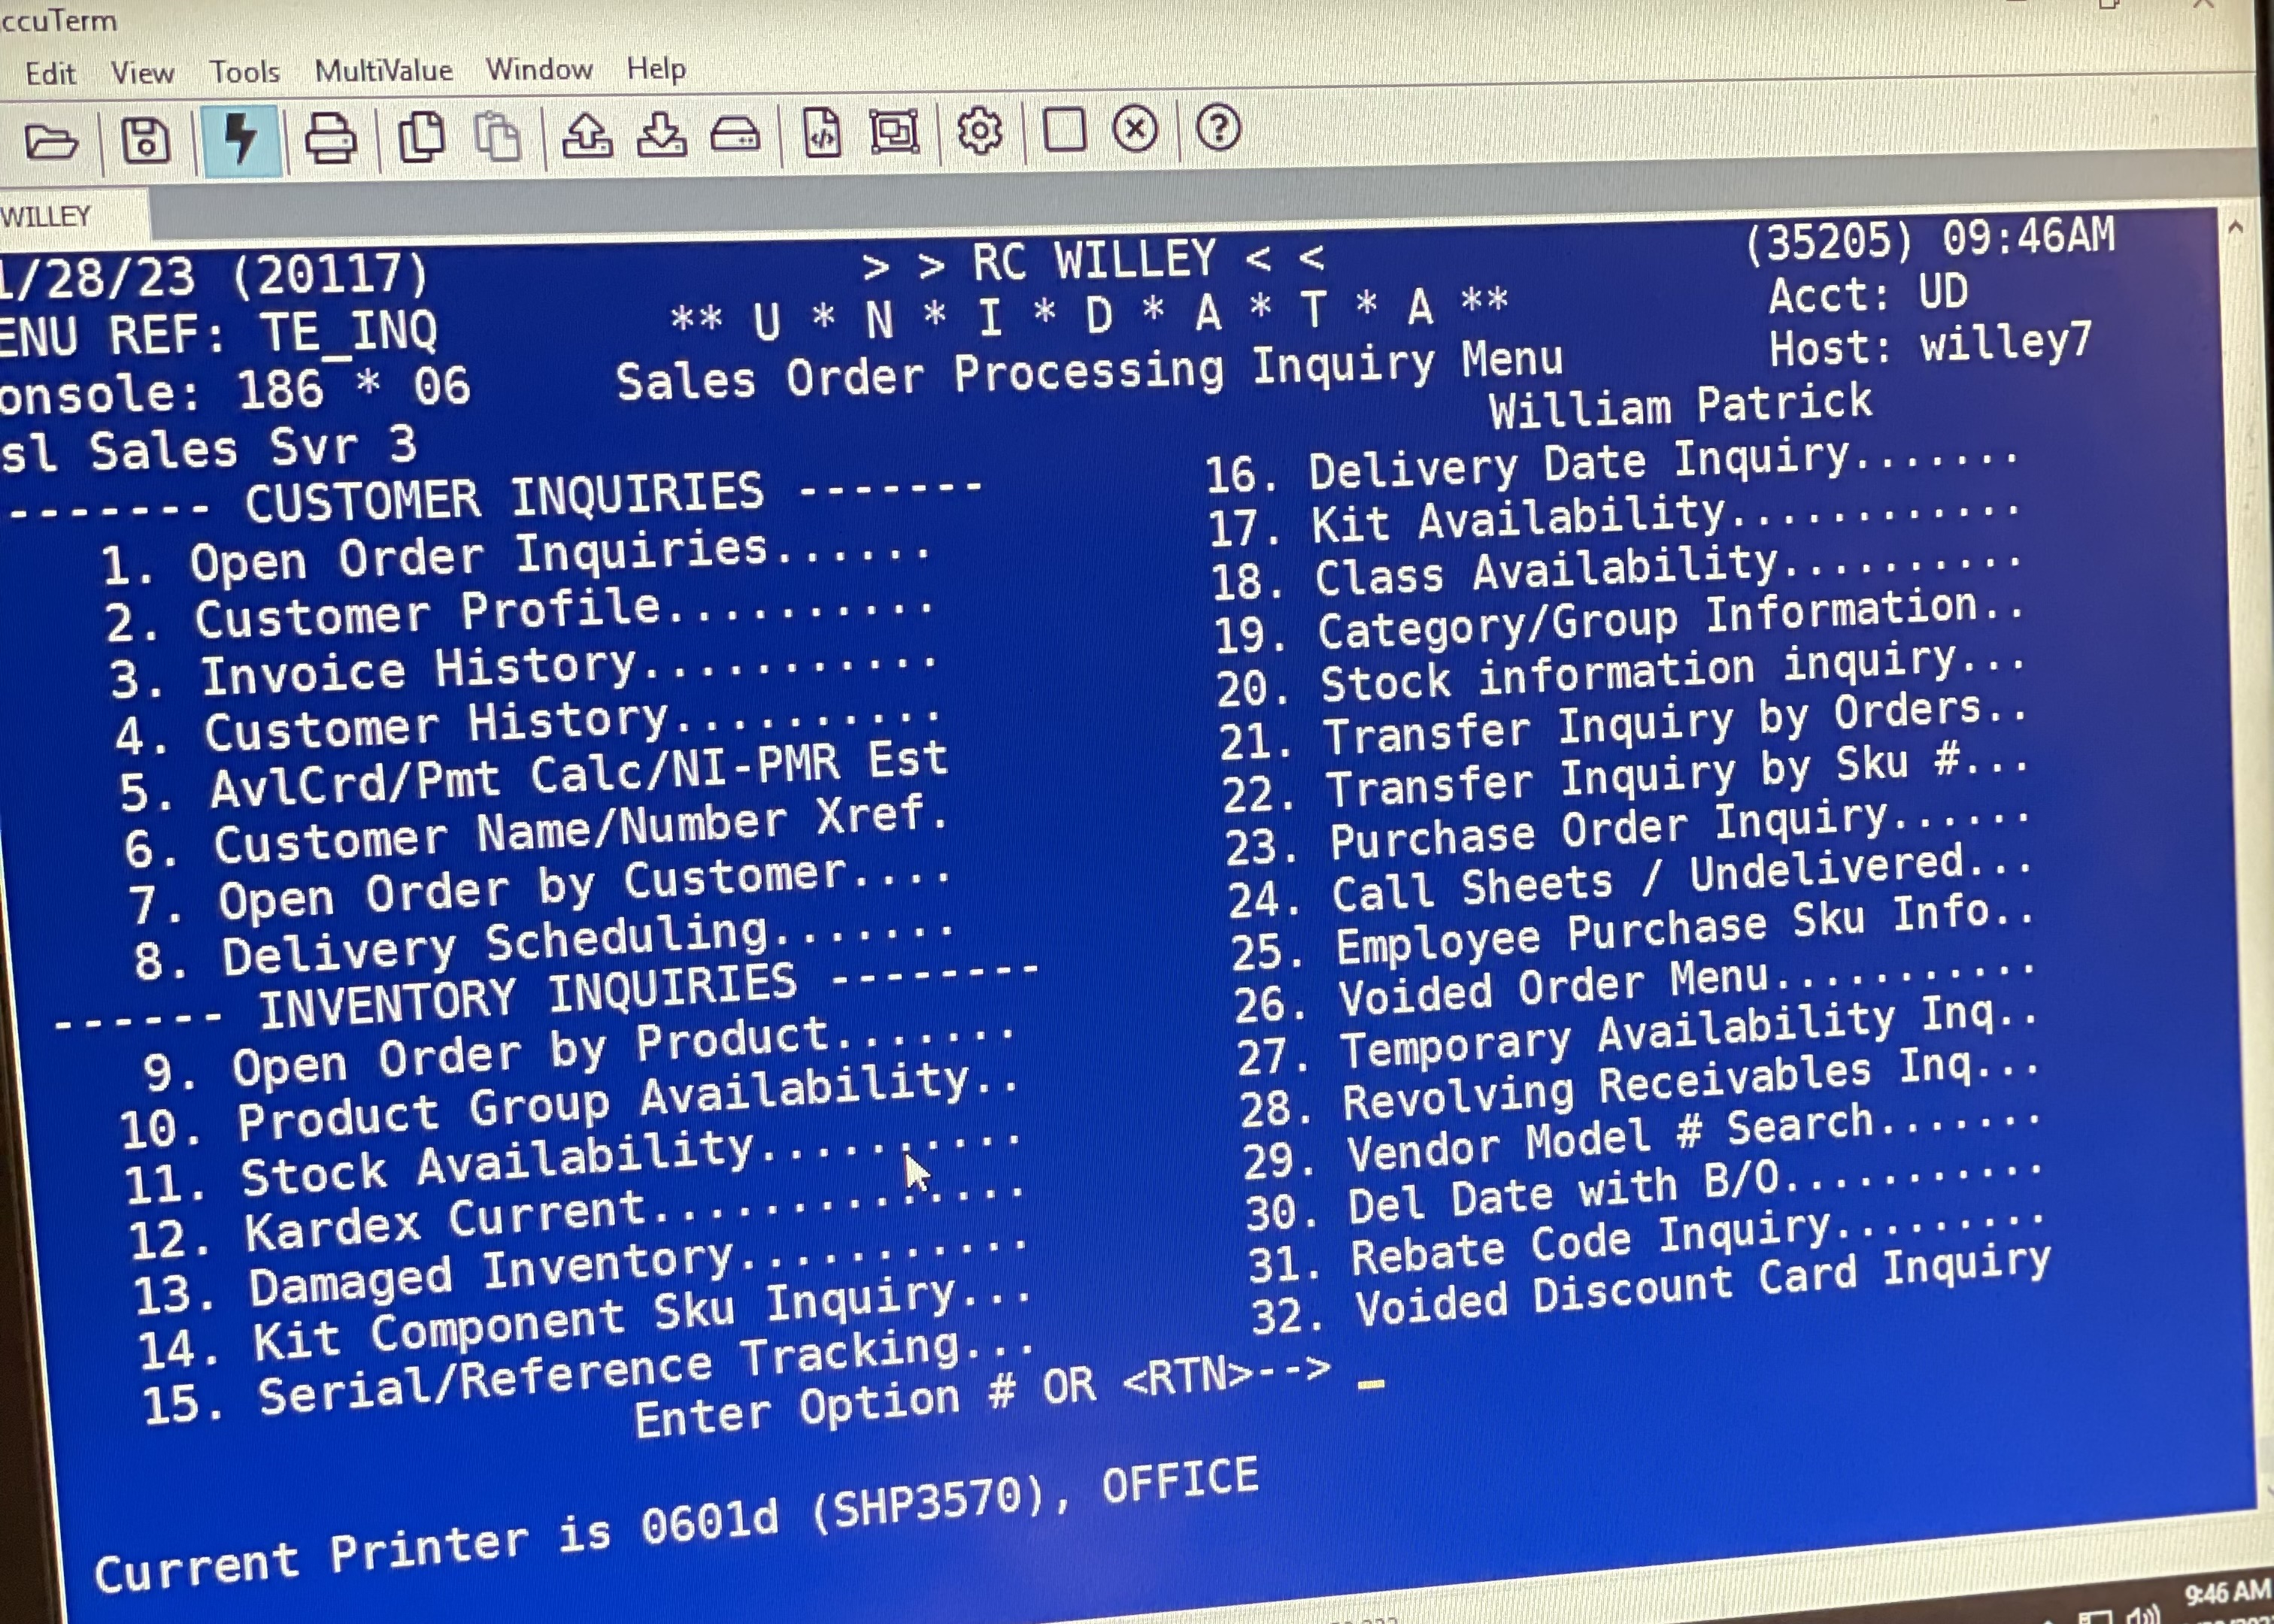 ccuTerm
Edit View Tools MultiValue Window Help
WILLEY
1/28/23 (20117) > > RC WILLEY < < (35205) 09:46AM
ENU REF: TE_INQ ** U * N * I * D * A * T * A ** Acct: UD
onsole: 186 * 06 Sales Order Processing Inquiry Menu Host: willey7
sl Sales Svr 3 William Patrick
------- CUSTOMER INQUIRIES -------
1. Open Order Inquiries......
2. Customer Profile..........
3. Invoice History...........
4. Customer History..........
5. AvlCrd/Pmt Calc/NI-PMR Est
6. Customer Name/Number Xref.
7. Open Order by Customer....
8. Delivery Scheduling.......
------ INVENTORY INQUIRIES --------
9. Open Order by Product.......
10. Product Group Availability..
11. Stock Availability..........
12. Kardex Current..............
13. Damaged Inventory...........
14. Kit Component Sku Inquiry...
15. Serial/Reference Tracking...
16. Delivery Date Inquiry.......
17. Kit Availability............
18. Class Availability..........
19. Category/Group Information..
20. Stock information inquiry...
21. Transfer Inquiry by Orders..
22. Transfer Inquiry by Sku #...
23. Purchase Order Inquiry......
24. Call Sheets / Undelivered...
25. Employee Purchase Sku Info..
26. Voided Order Menu...........
27. Temporary Availability Inq..
28. Revolving Receivables Inq...
29. Vendor Model # Search.......
30. Del Date with B/O...........
31. Rebate Code Inquiry.........
32. Voided Discount Card Inquiry
Enter Option # OR <RTN>--> _
Current Printer is 0601d (SHP3570), OFFICE
9:46 AM